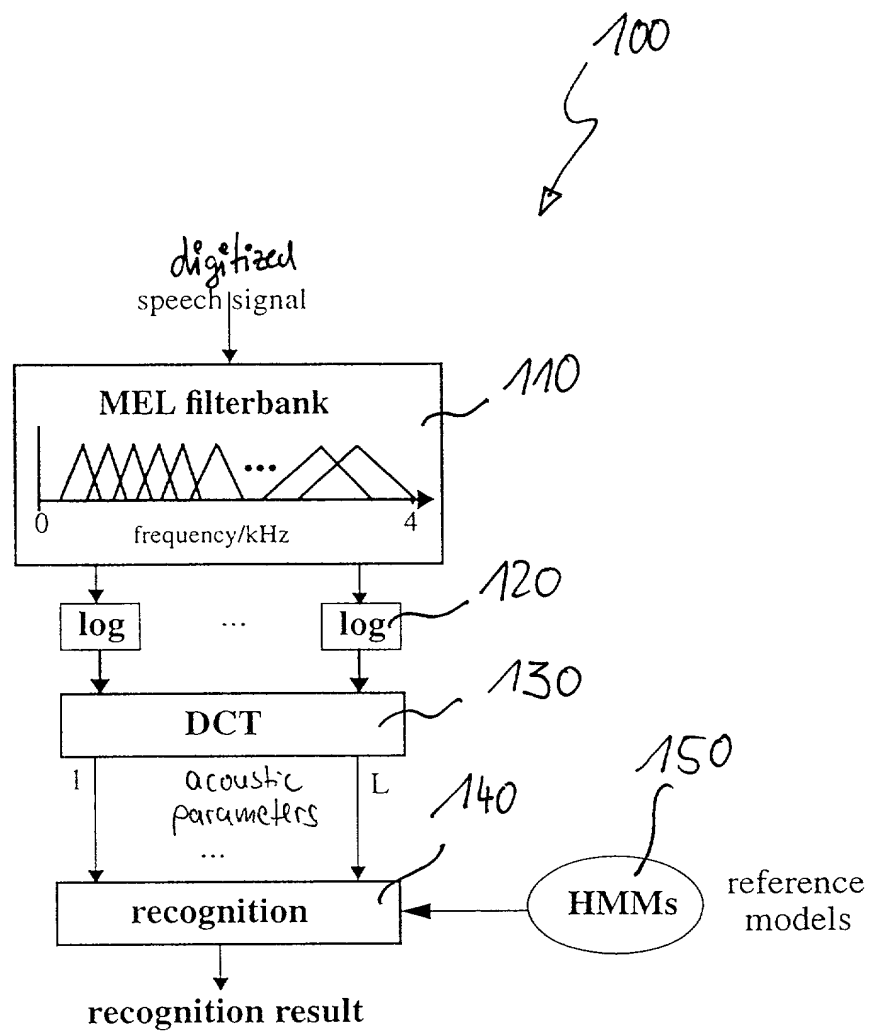 100
digitized
speech signal
110
MEL filterbank
...
0
4
frequency/kHz
120
log
...
log
130
DCT
150
1
acoustic
L
140
parameters
...
recognition
HMMs
reference
models
recognition result